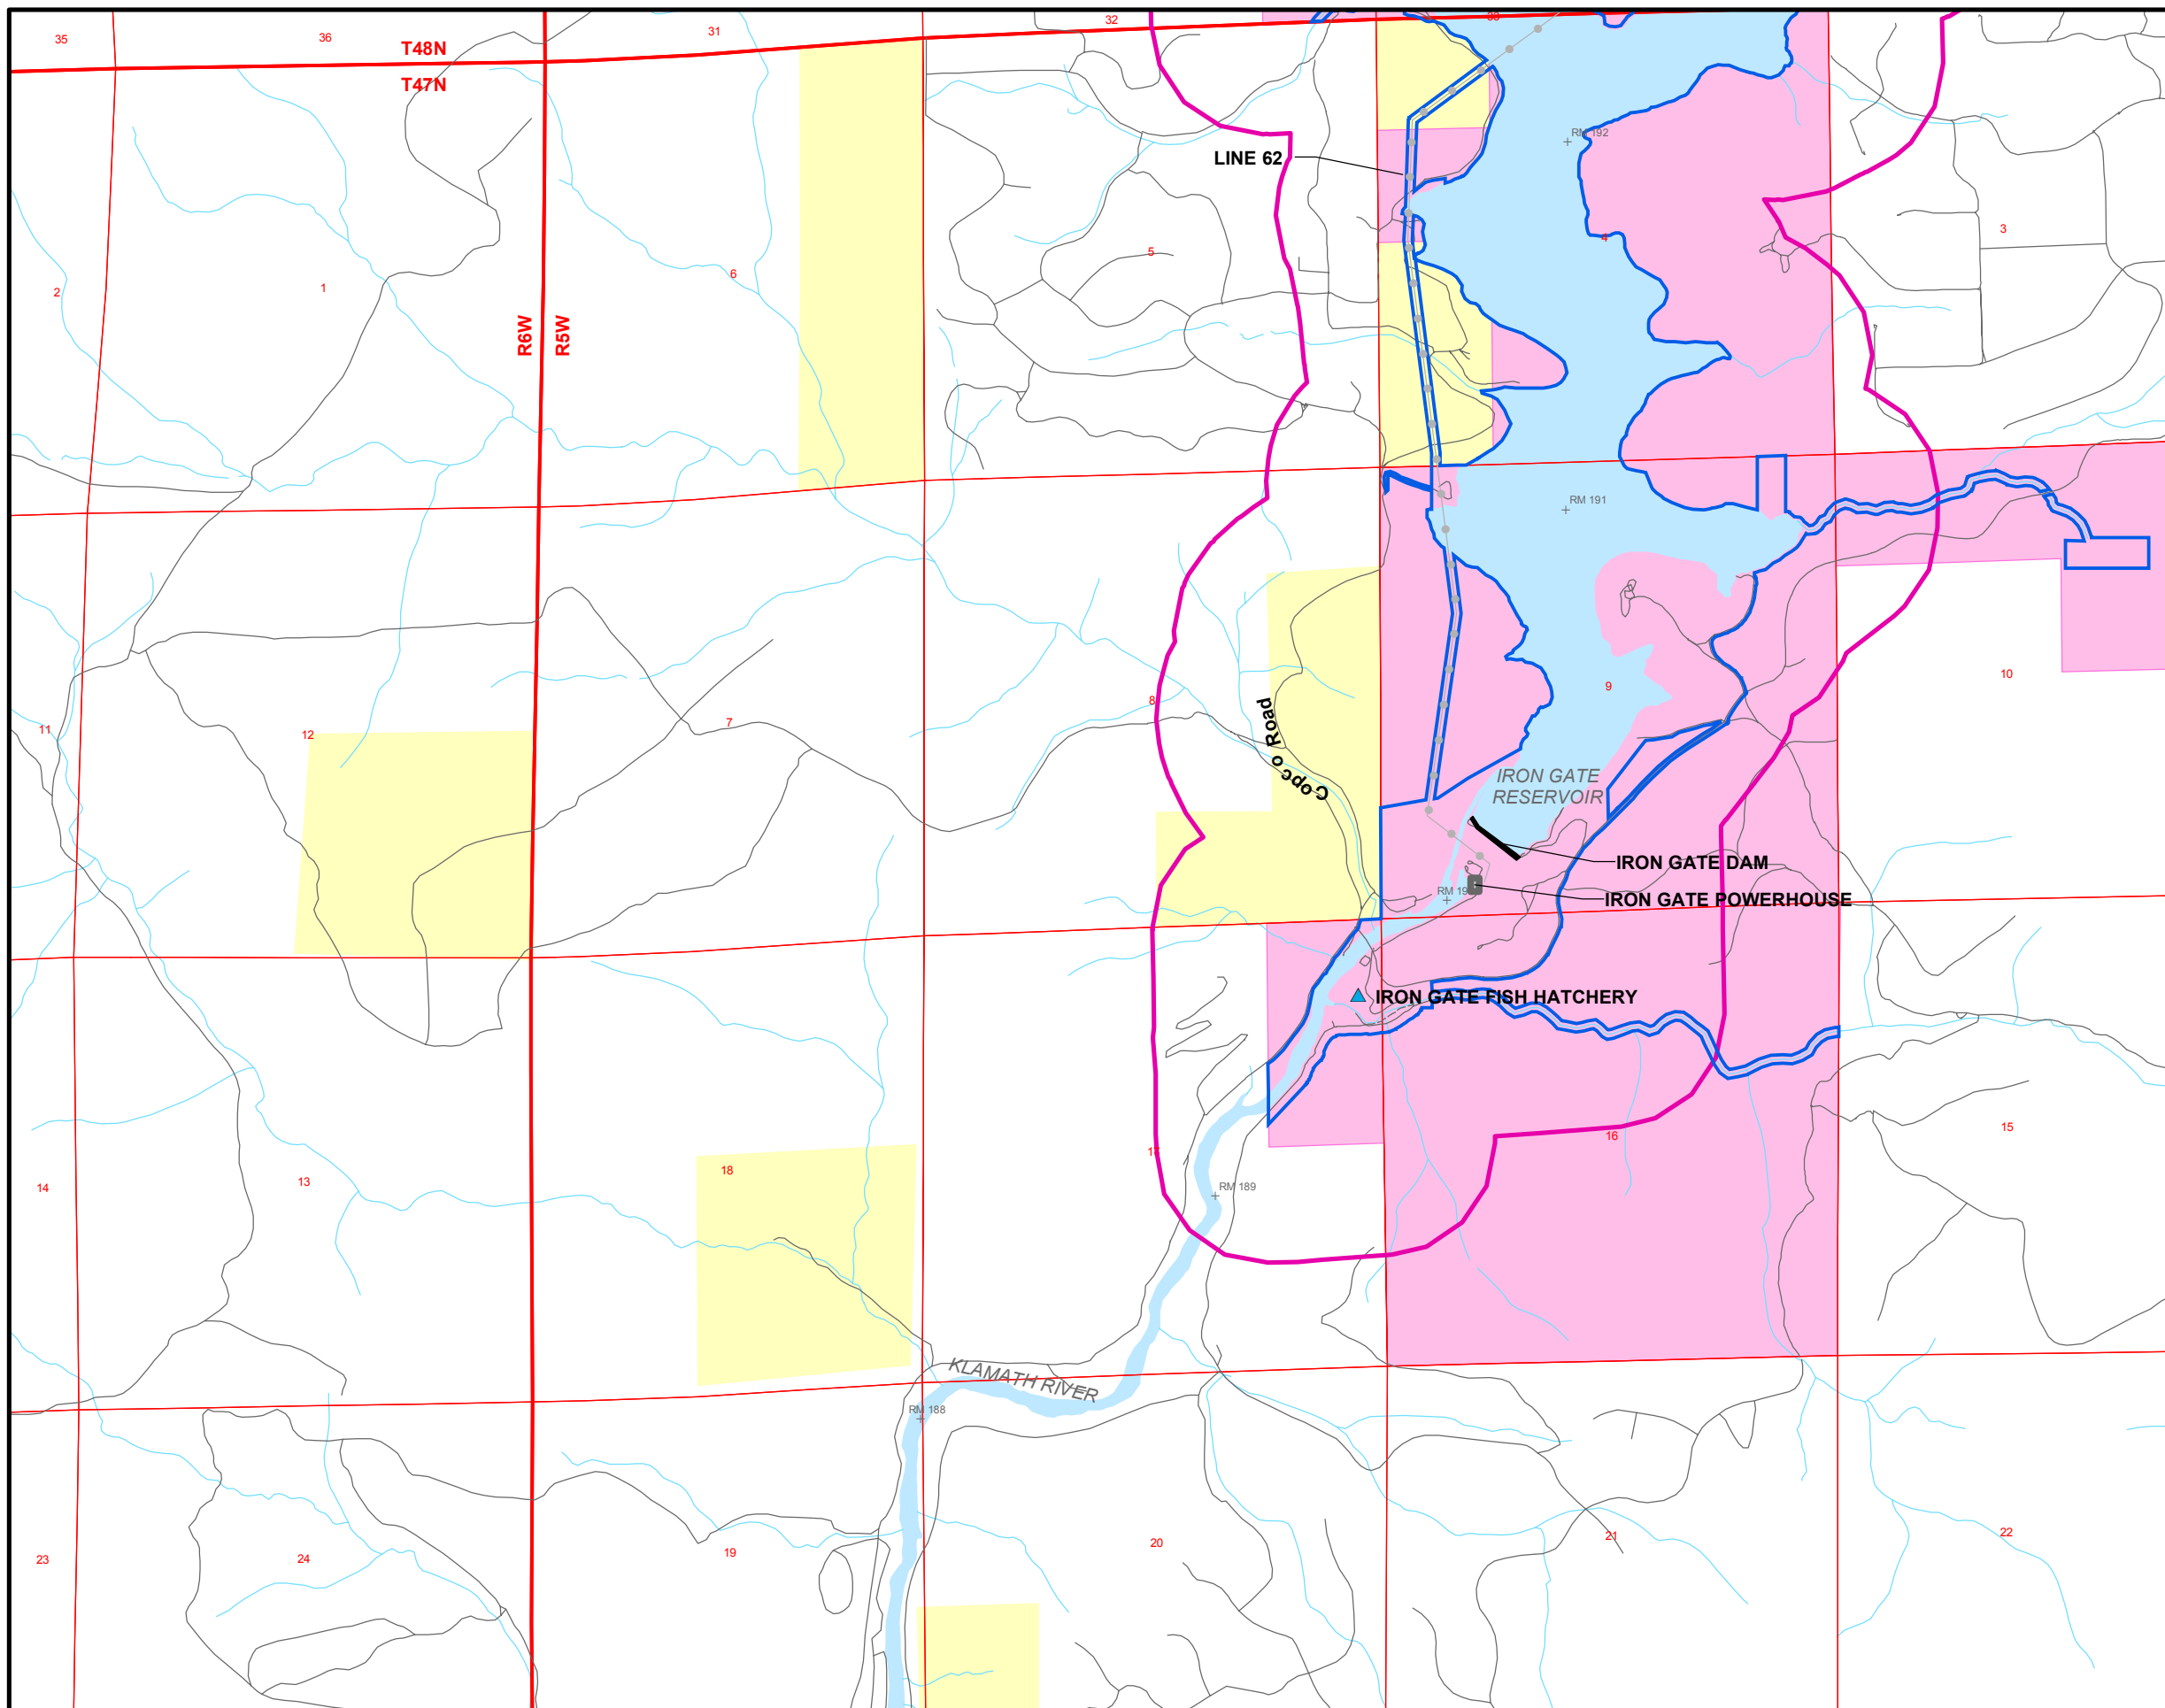 35
36
31
32
33
T48N
T47N
RM 192
LINE 62
2
1
6
5
4
3
R6W
R5W
RM 191
11
12
7
8
9
10
Copco Road
IRON GATE
RESERVOIR
IRON GATE DAM
IRON GATE POWERHOUSE
IRON GATE FISH HATCHERY
14
13
18
17
16
15
RM 189
KLAMATH RIVER
RM 188
23
24
19
20
21
22